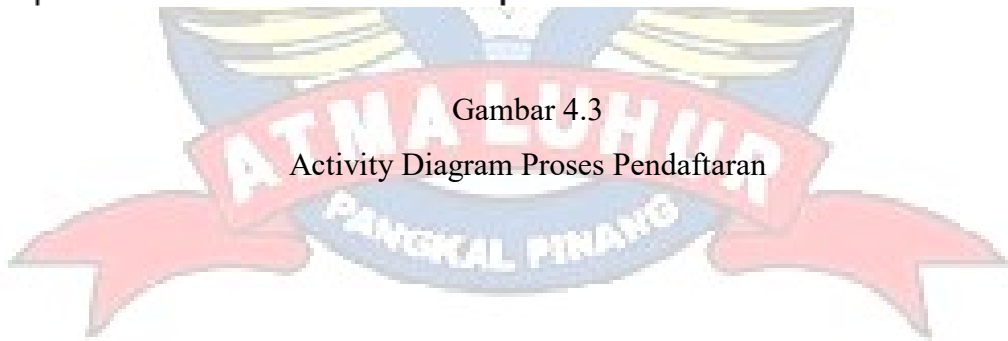 Gambar 4.3
Activity Diagram Proses Pendaftaran
ATMA LUHUR
PANGKAL PINANG